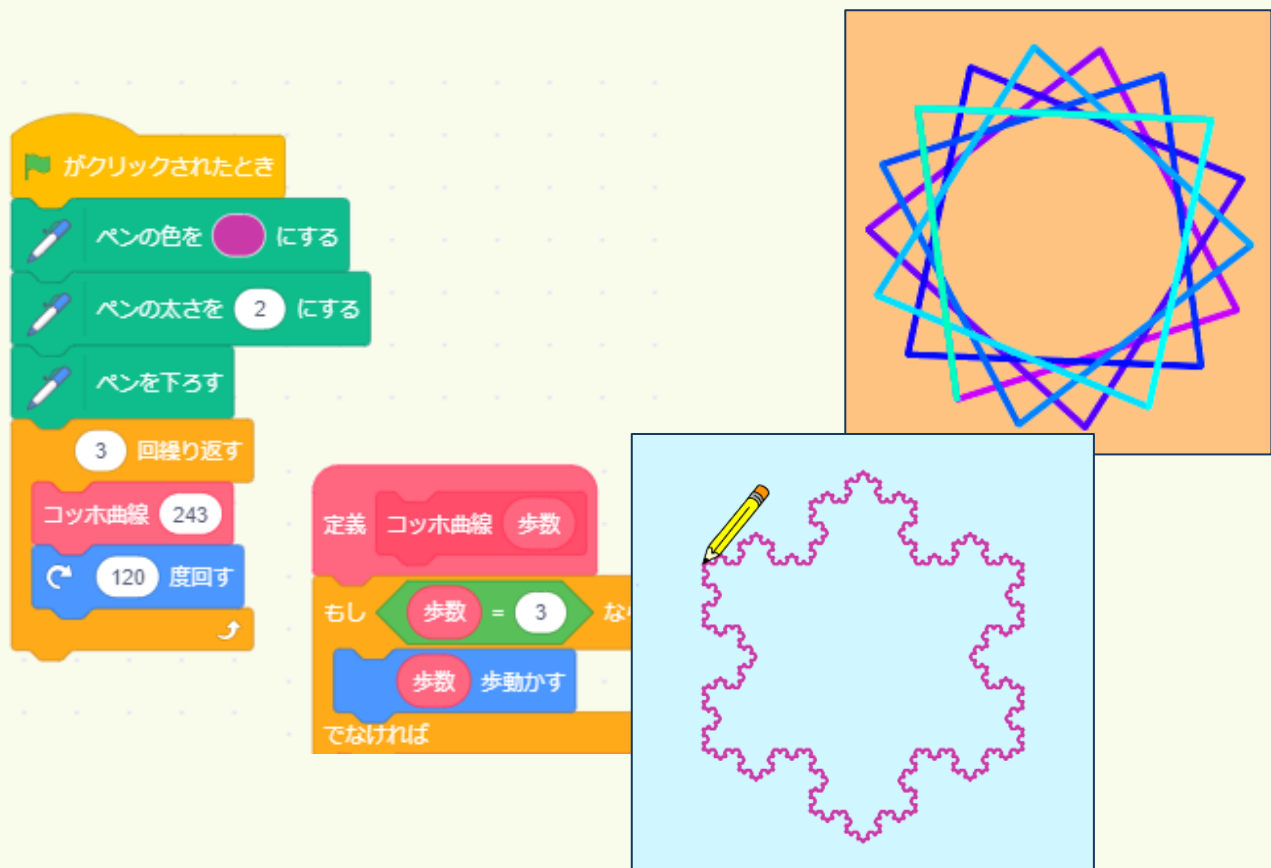 がクリックされたとき
ペンの色を にする
ペンの太さを 2 にする
ペンを下ろす
3 回繰り返す
コッホ曲線 243
120 度回す
定義 コッホ曲線 歩数
もし 歩数 = 3 な
歩数 歩動かす
でなければ